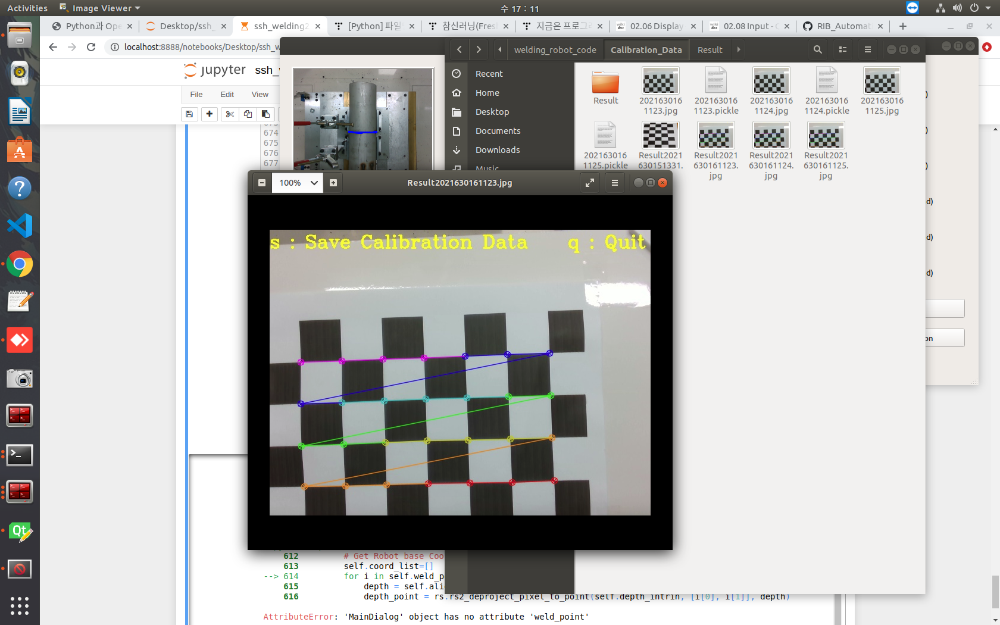 Activities
Image Viewer
수 17 : 11
Python과 Ope
Desktop/ssh_
ssh_welding2
[Python] 파일
참신러닝(Fres
지금은 프로그래
02.06 Display
02.08 Input - C
RIB_Automat
localhost:8888/notebooks/Desktop/ssh_w
jupyter ssh_w
File Edit View
welding_robot_code
Calibration_Data
Result
Recent
Home
Desktop
Documents
Downloads
Music
Result
2021630161123.jpg
2021630161123.pickle
2021630161124.jpg
2021630161124.pickle
2021630161125.jpg
2021630161125.pickle
Result2021630151331.
Result2021630161123.jpg
Result2021630161124.jpg
Result2021630161125.jpg
674
675
676
677
100%
Result2021630161123.jpg
s : Save Calibration Data q : Quit
)
)
)
d)
d)
d)
on
612 # Get Robot base Coo
613 self.coord_list=[]
--> 614 for i in self.weld_p
615 depth = self.ali
616 depth_point = rs.rs2_deproject_pixel_to_point(self.depth_intrin, [i[0], i[1]], depth)
AttributeError: 'MainDialog' object has no attribute 'weld_point'